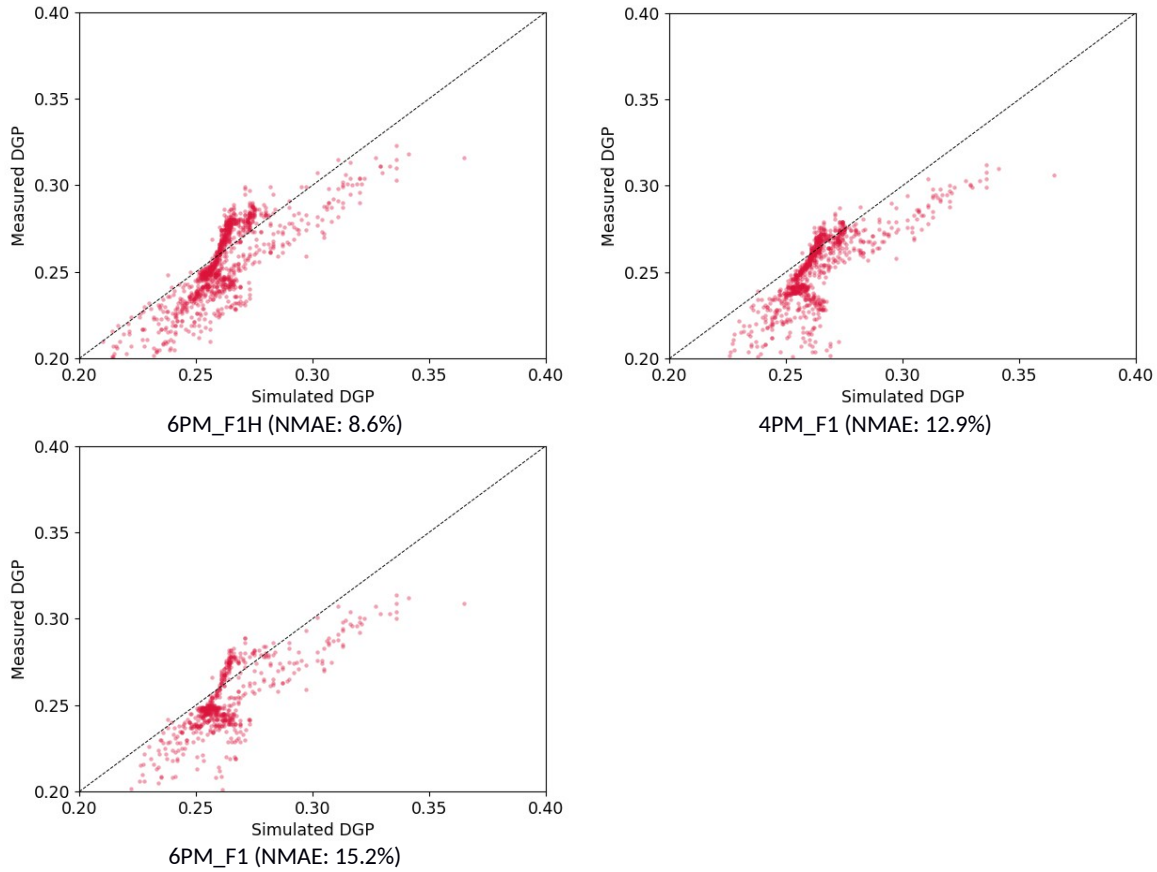 0.40
0.35
0.30
0.25
0.20
Measured DGP
0.20 0.25 0.30 0.35 0.40
Simulated DGP
6PM_F1H (NMAE: 8.6%)
0.40
0.35
0.30
0.25
0.20
Measured DGP
0.20 0.25 0.30 0.35 0.40
Simulated DGP
4PM_F1 (NMAE: 12.9%)
0.40
0.35
0.30
0.25
0.20
Measured DGP
0.20 0.25 0.30 0.35 0.40
Simulated DGP
6PM_F1 (NMAE: 15.2%)